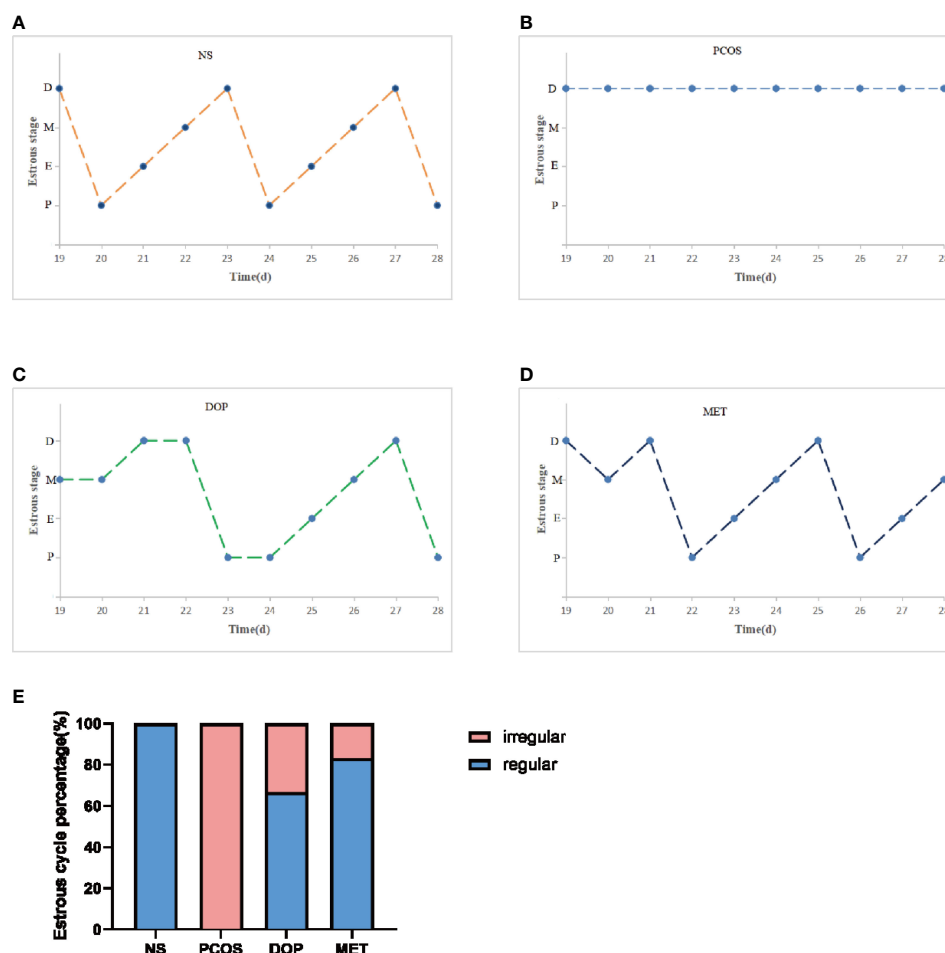 A
NS
Estrous stage
D
M
E
P
19 20 21 22 23 24 25 26 27 28
Time(d)
B
PCOS
Estrous stage
D
M
E
P
19 20 21 22 23 24 25 26 27 28
Time(d)
C
DOP
Estrous stage
D
M
E
P
19 20 21 22 23 24 25 26 27 28
Time(d)
D
MET
Estrous stage
D
M
E
P
19 20 21 22 23 24 25 26 27 28
Time(d)
E
Estrous cycle percentage(%)
100
80
60
40
20
0
NS PCOS DOP MET
irregular
regular